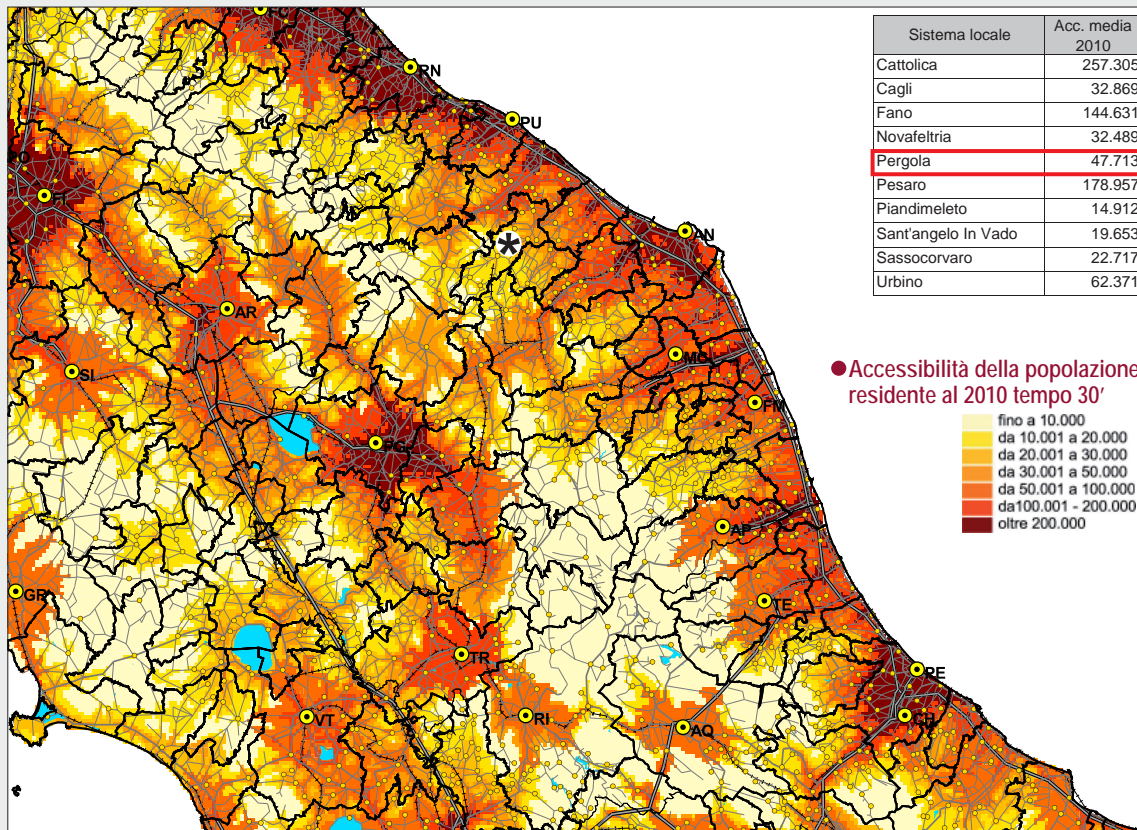 Sistema locale Acc. media 2010
Cattolica 257.305
Cagli 32.869
Fano 144.631
Novafeltria 32.489
Pergola 47.713
Pesaro 178.957
Piandimeleto 14.912
Sant'angelo In Vado 19.653
Sassocorvaro 22.717
Urbino 62.371
Accessibilità della popolazione
residente al 2010 tempo 30'
fino a 10.000
da 10.001 a 20.000
da 20.001 a 30.000
da 30.001 a 50.000
da 50.001 a 100.000
da100.001 - 200.000
oltre 200.000
RN
PU
FI
AN
*
AR
MC
SI
FM
PG
AP
GR
TE
TR
PE
VT
RI
AQ
CH